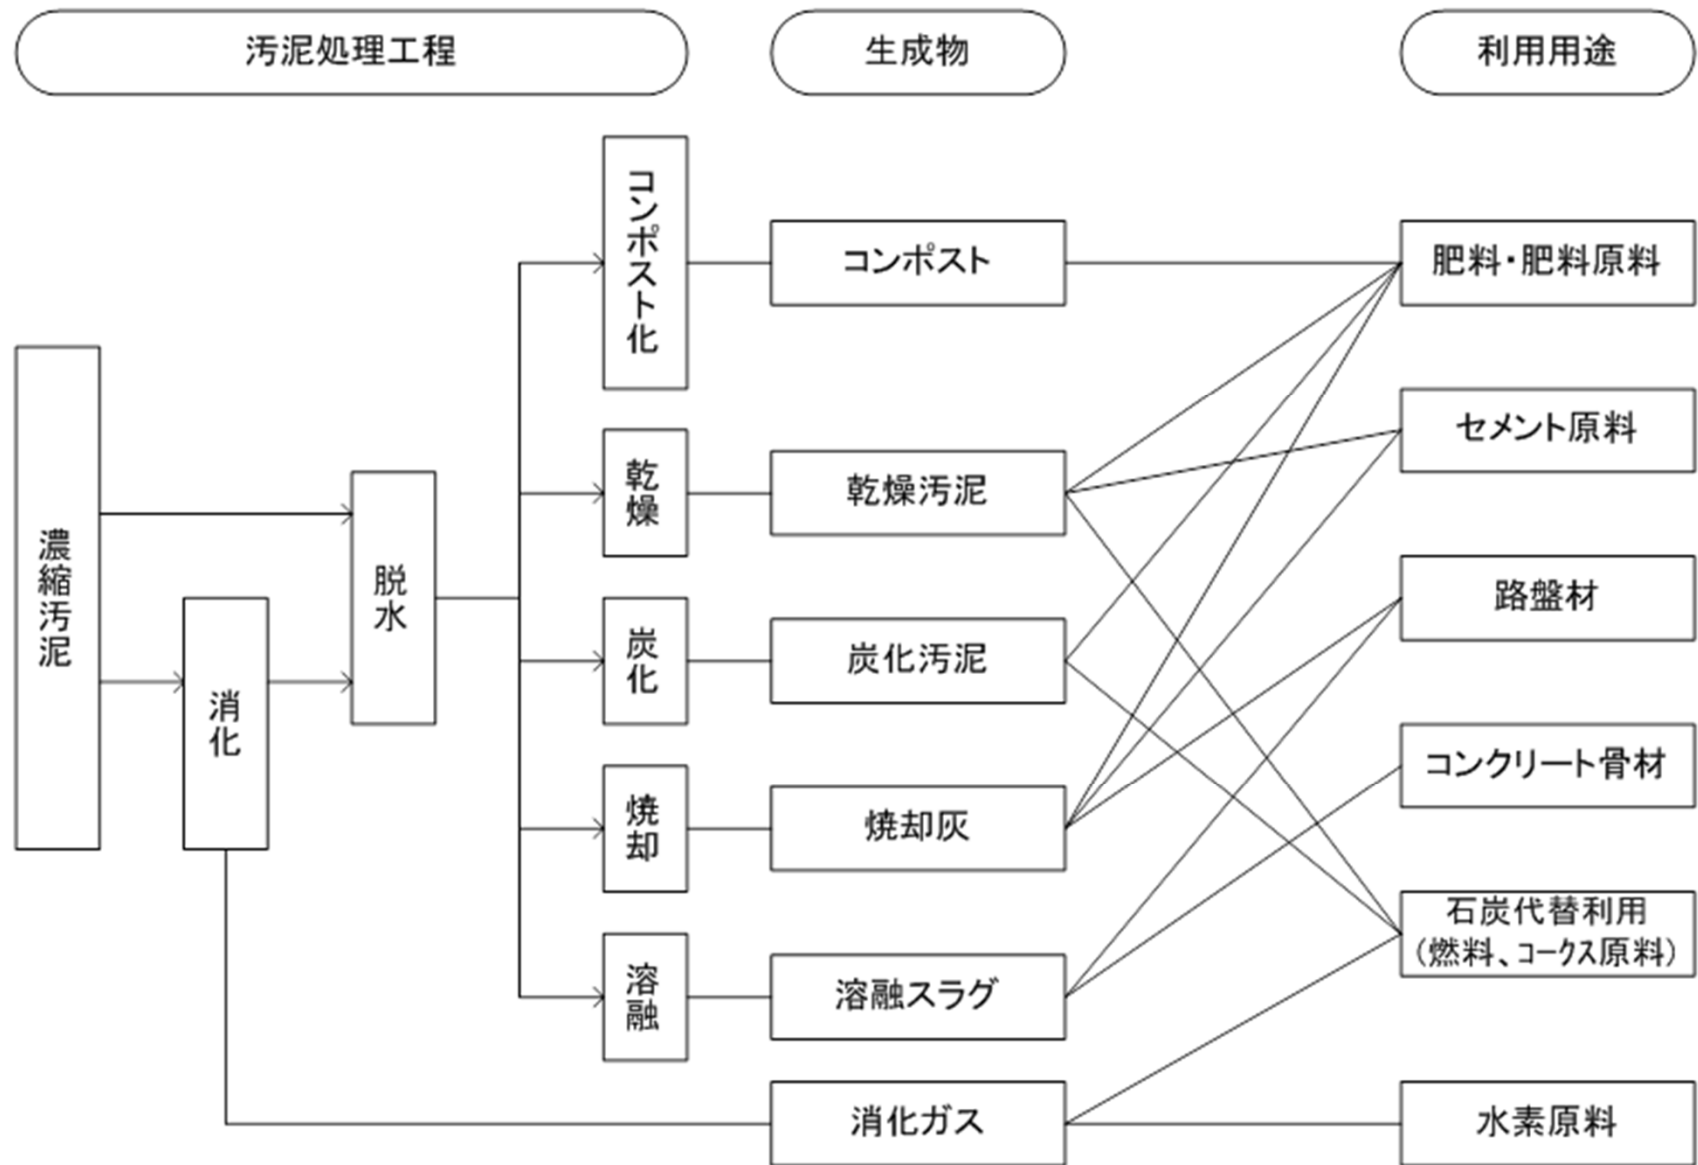 汚泥処理工程
生成物
利用用途
濃縮汚泥
消化
脱水
コンポスト化
乾燥
炭化
焼却
溶融
コンポスト
乾燥汚泥
炭化汚泥
焼却灰
溶融スラグ
消化ガス
肥料・肥料原料
セメント原料
路盤材
コンクリート骨材
石炭代替利用
(燃料、コークス原料)
水素原料